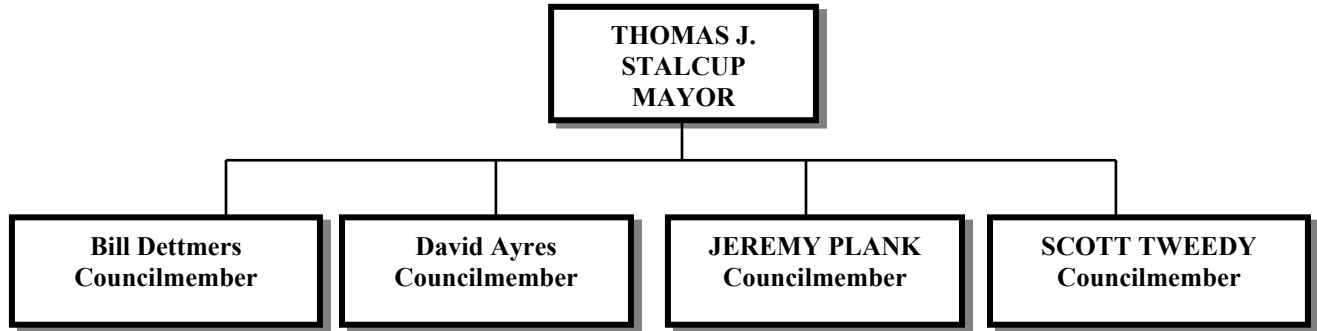 THOMAS J.
STALCUP
MAYOR
Bill Dettmers
Councilmember
David Ayres
Councilmember
JEREMY PLANK
Councilmember
SCOTT TWEEDY
Councilmember